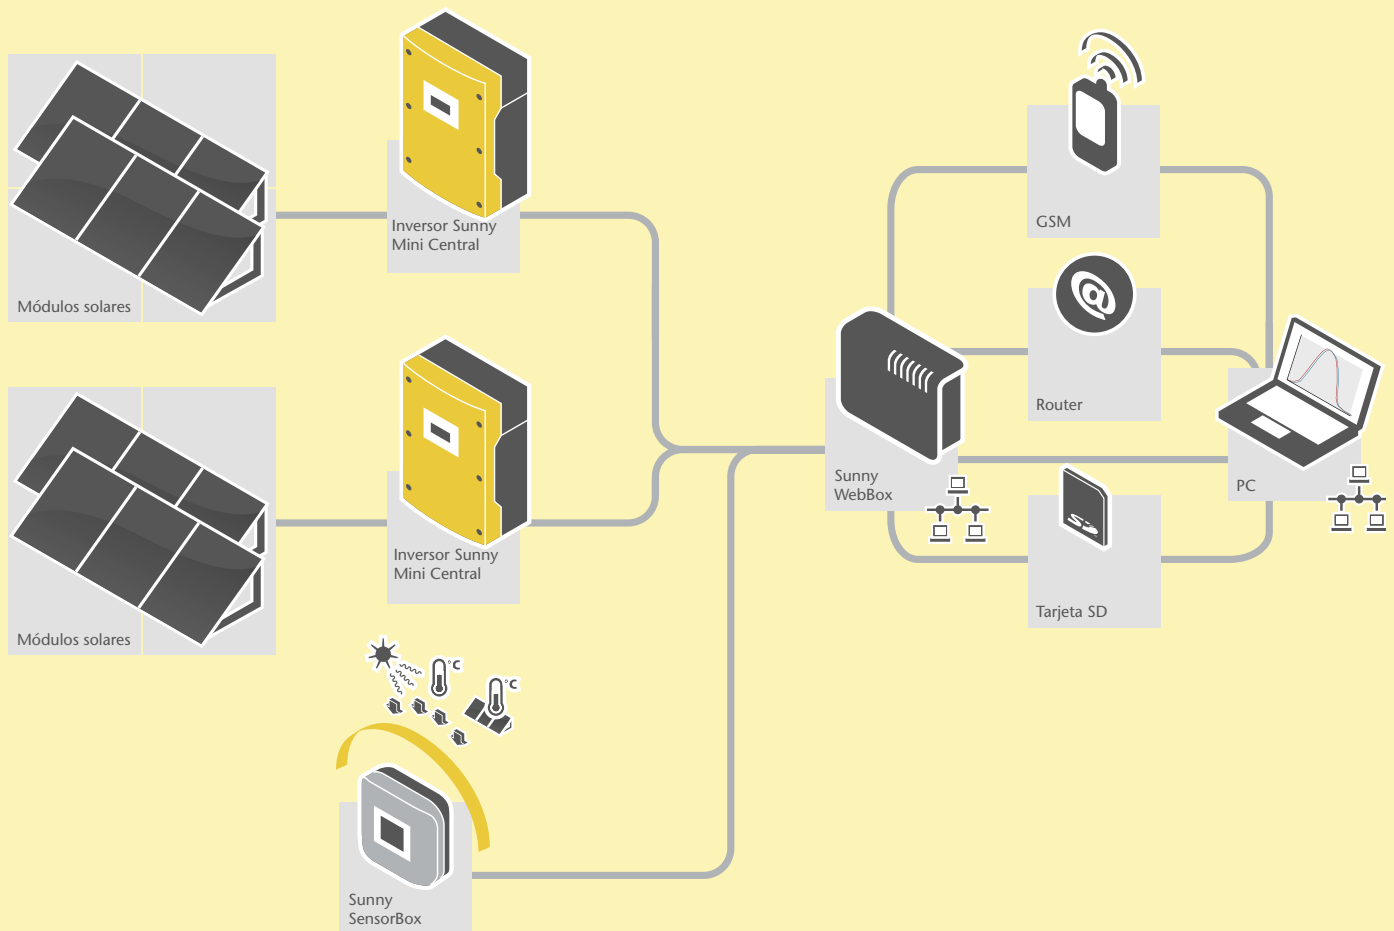 GSM
Inversor Sunny
Mini Central
Módulos solares
@
Router
Sunny
WebBox
PC
SD
Tarjeta SD
Inversor Sunny
Mini Central
Módulos solares
°C
°C
Sunny
SensorBox